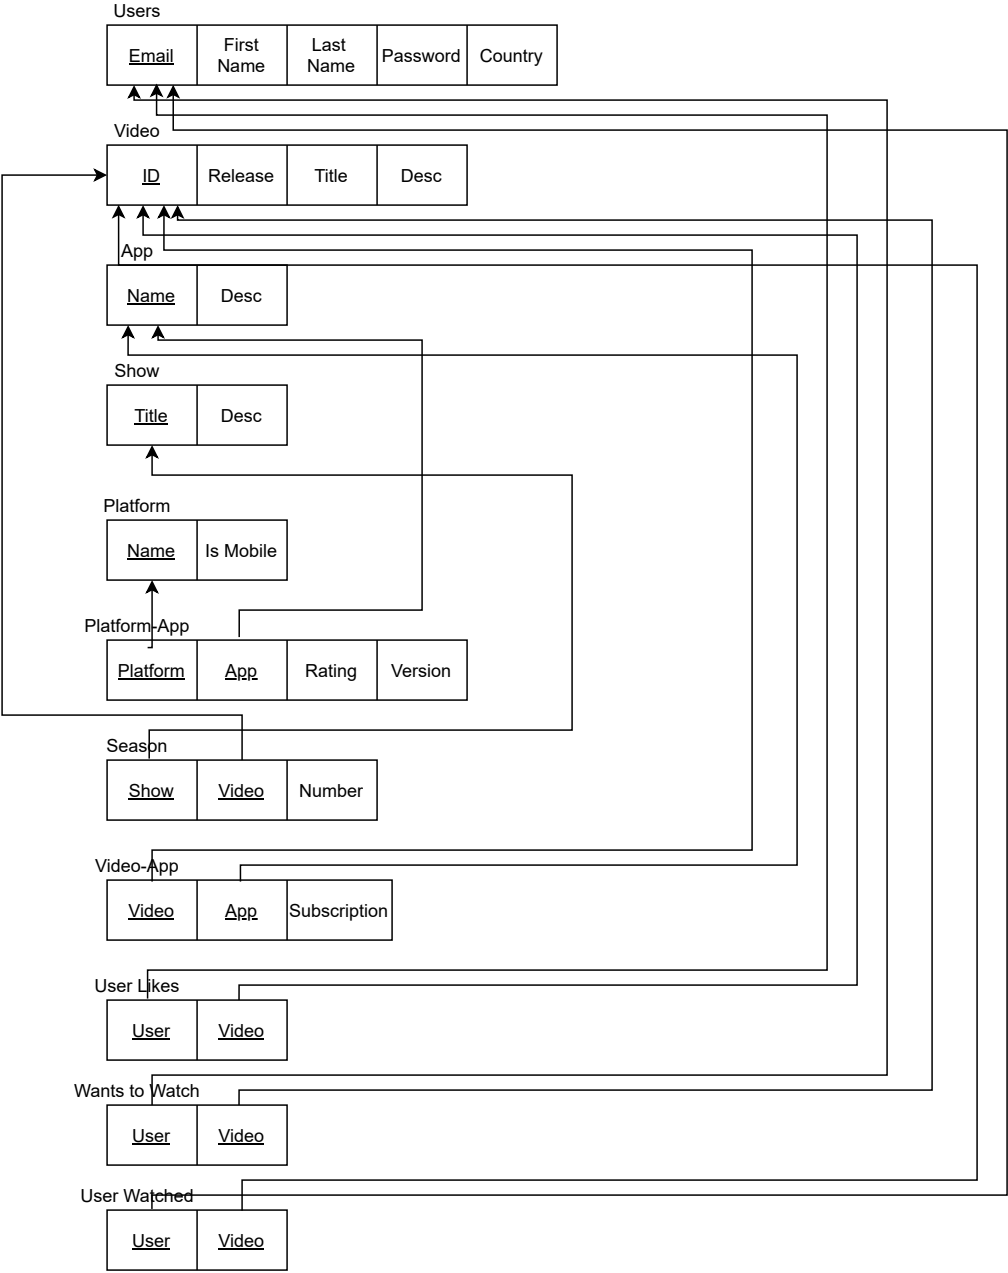 Users
Email First Name Last Name Password Country
Video
ID Release Title Desc
App
Name Desc
Show
Title Desc
Platform
Name Is Mobile
Platform-App
Platform App Rating Version
Season
Show Video Number
Video-App
Video App Subscription
User Likes
User Video
Wants to Watch
User Video
User Watched
User Video